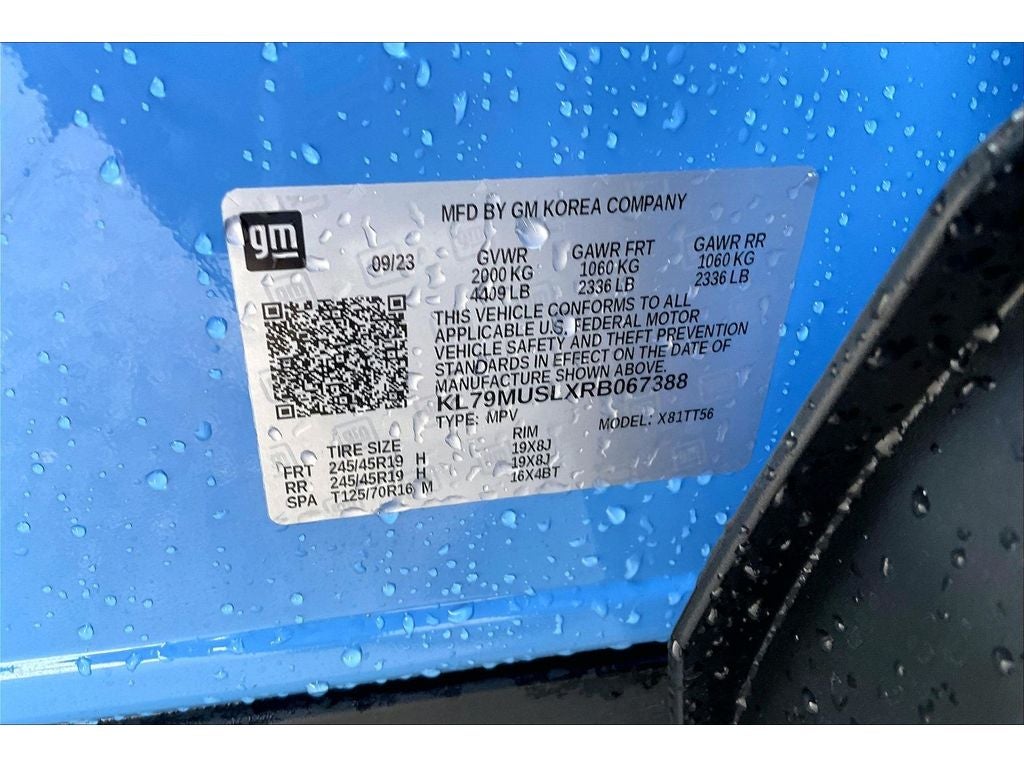 MFD BY GM KOREA COMPANY
gm
09/23
GVWR GAWR FRT GAWR RR
2000 KG 1060 KG 1060 KG
4409 LB 2336 LB 2336 LB
THIS VEHICLE CONFORMS TO ALL
APPLICABLE U.S. FEDERAL MOTOR
VEHICLE SAFETY AND THEFT PREVENTION
STANDARDS IN EFFECT ON THE DATE OF
MANUFACTURE SHOWN ABOVE.
KL79MUSLXRB067388
TYPE: MPV MODEL: X81TT56
TIRE SIZE RIM
FRT 245/45R19 H 19X8J
RR 245/45R19 H 19X8J
SPA T125/70R16 M 16X4BT